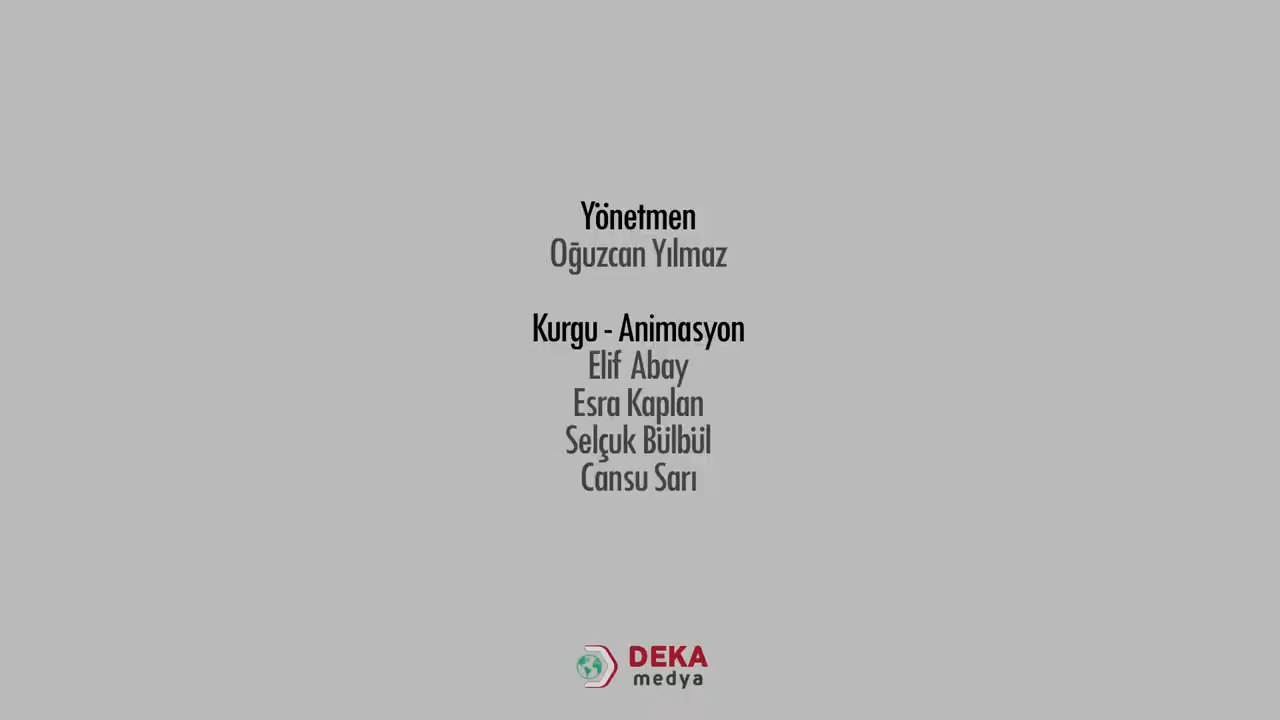 Yönetmen
Oğuzcan Yılmaz
Kurgu - Animasyon
Elif Abay
Esra Kaplan
Selçuk Bülbül
Cansu Sarı
DEKA
medya